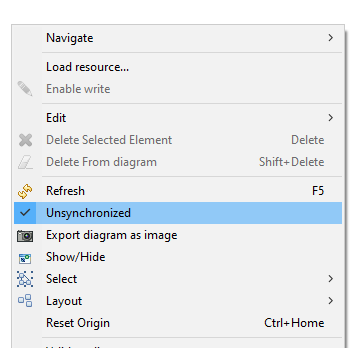 Navigate
Load resource...
Enable write
Edit
Delete Selected Element Delete
Delete From diagram Shift+Delete
Refresh F5
Unsynchronized
Export diagram as image
Show/Hide
Select
Layout
Reset Origin Ctrl+Home